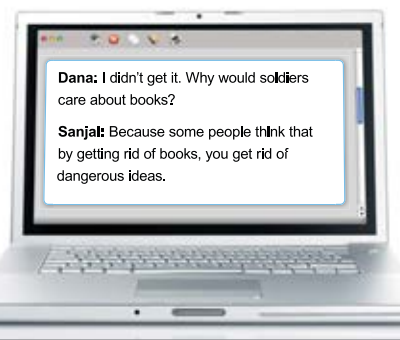 Dana: I didn't get it. Why would soldiers
care about books?
Sanjal: Because some people think that
by getting rid of books, you get rid of
dangerous ideas.